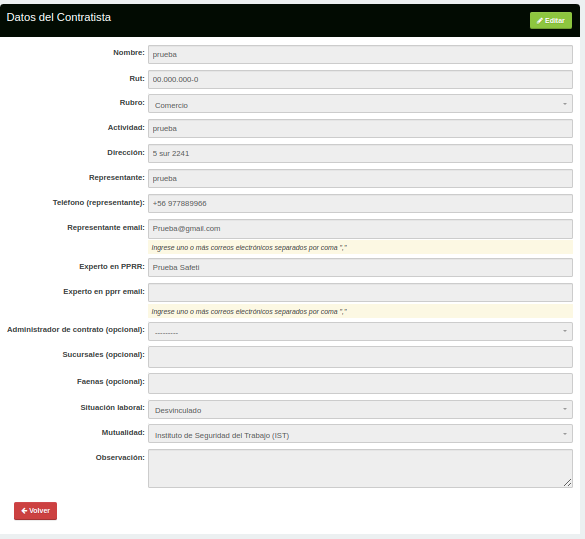 Datos del Contratista
Editar
Nombre: prueba
Rut: 00.000.000-0
Rubro: Comercio
Actividad: prueba
Dirección: 5 sur 2241
Representante: prueba
Teléfono (representante): +56 977889966
Representante email: Prueba@gmail.com
Ingrese uno o más correos electrónicos separados por coma ","
Experto en PPRR: Prueba Safeti
Experto en pprr email:
Ingrese uno o más correos electrónicos separados por coma ","
Administrador de contrato (opcional): ---------
Sucursales (opcional):
Faenas (opcional):
Situación laboral: Desvinculado
Mutualidad: Instituto de Seguridad del Trabajo (IST)
Observación:
Volver